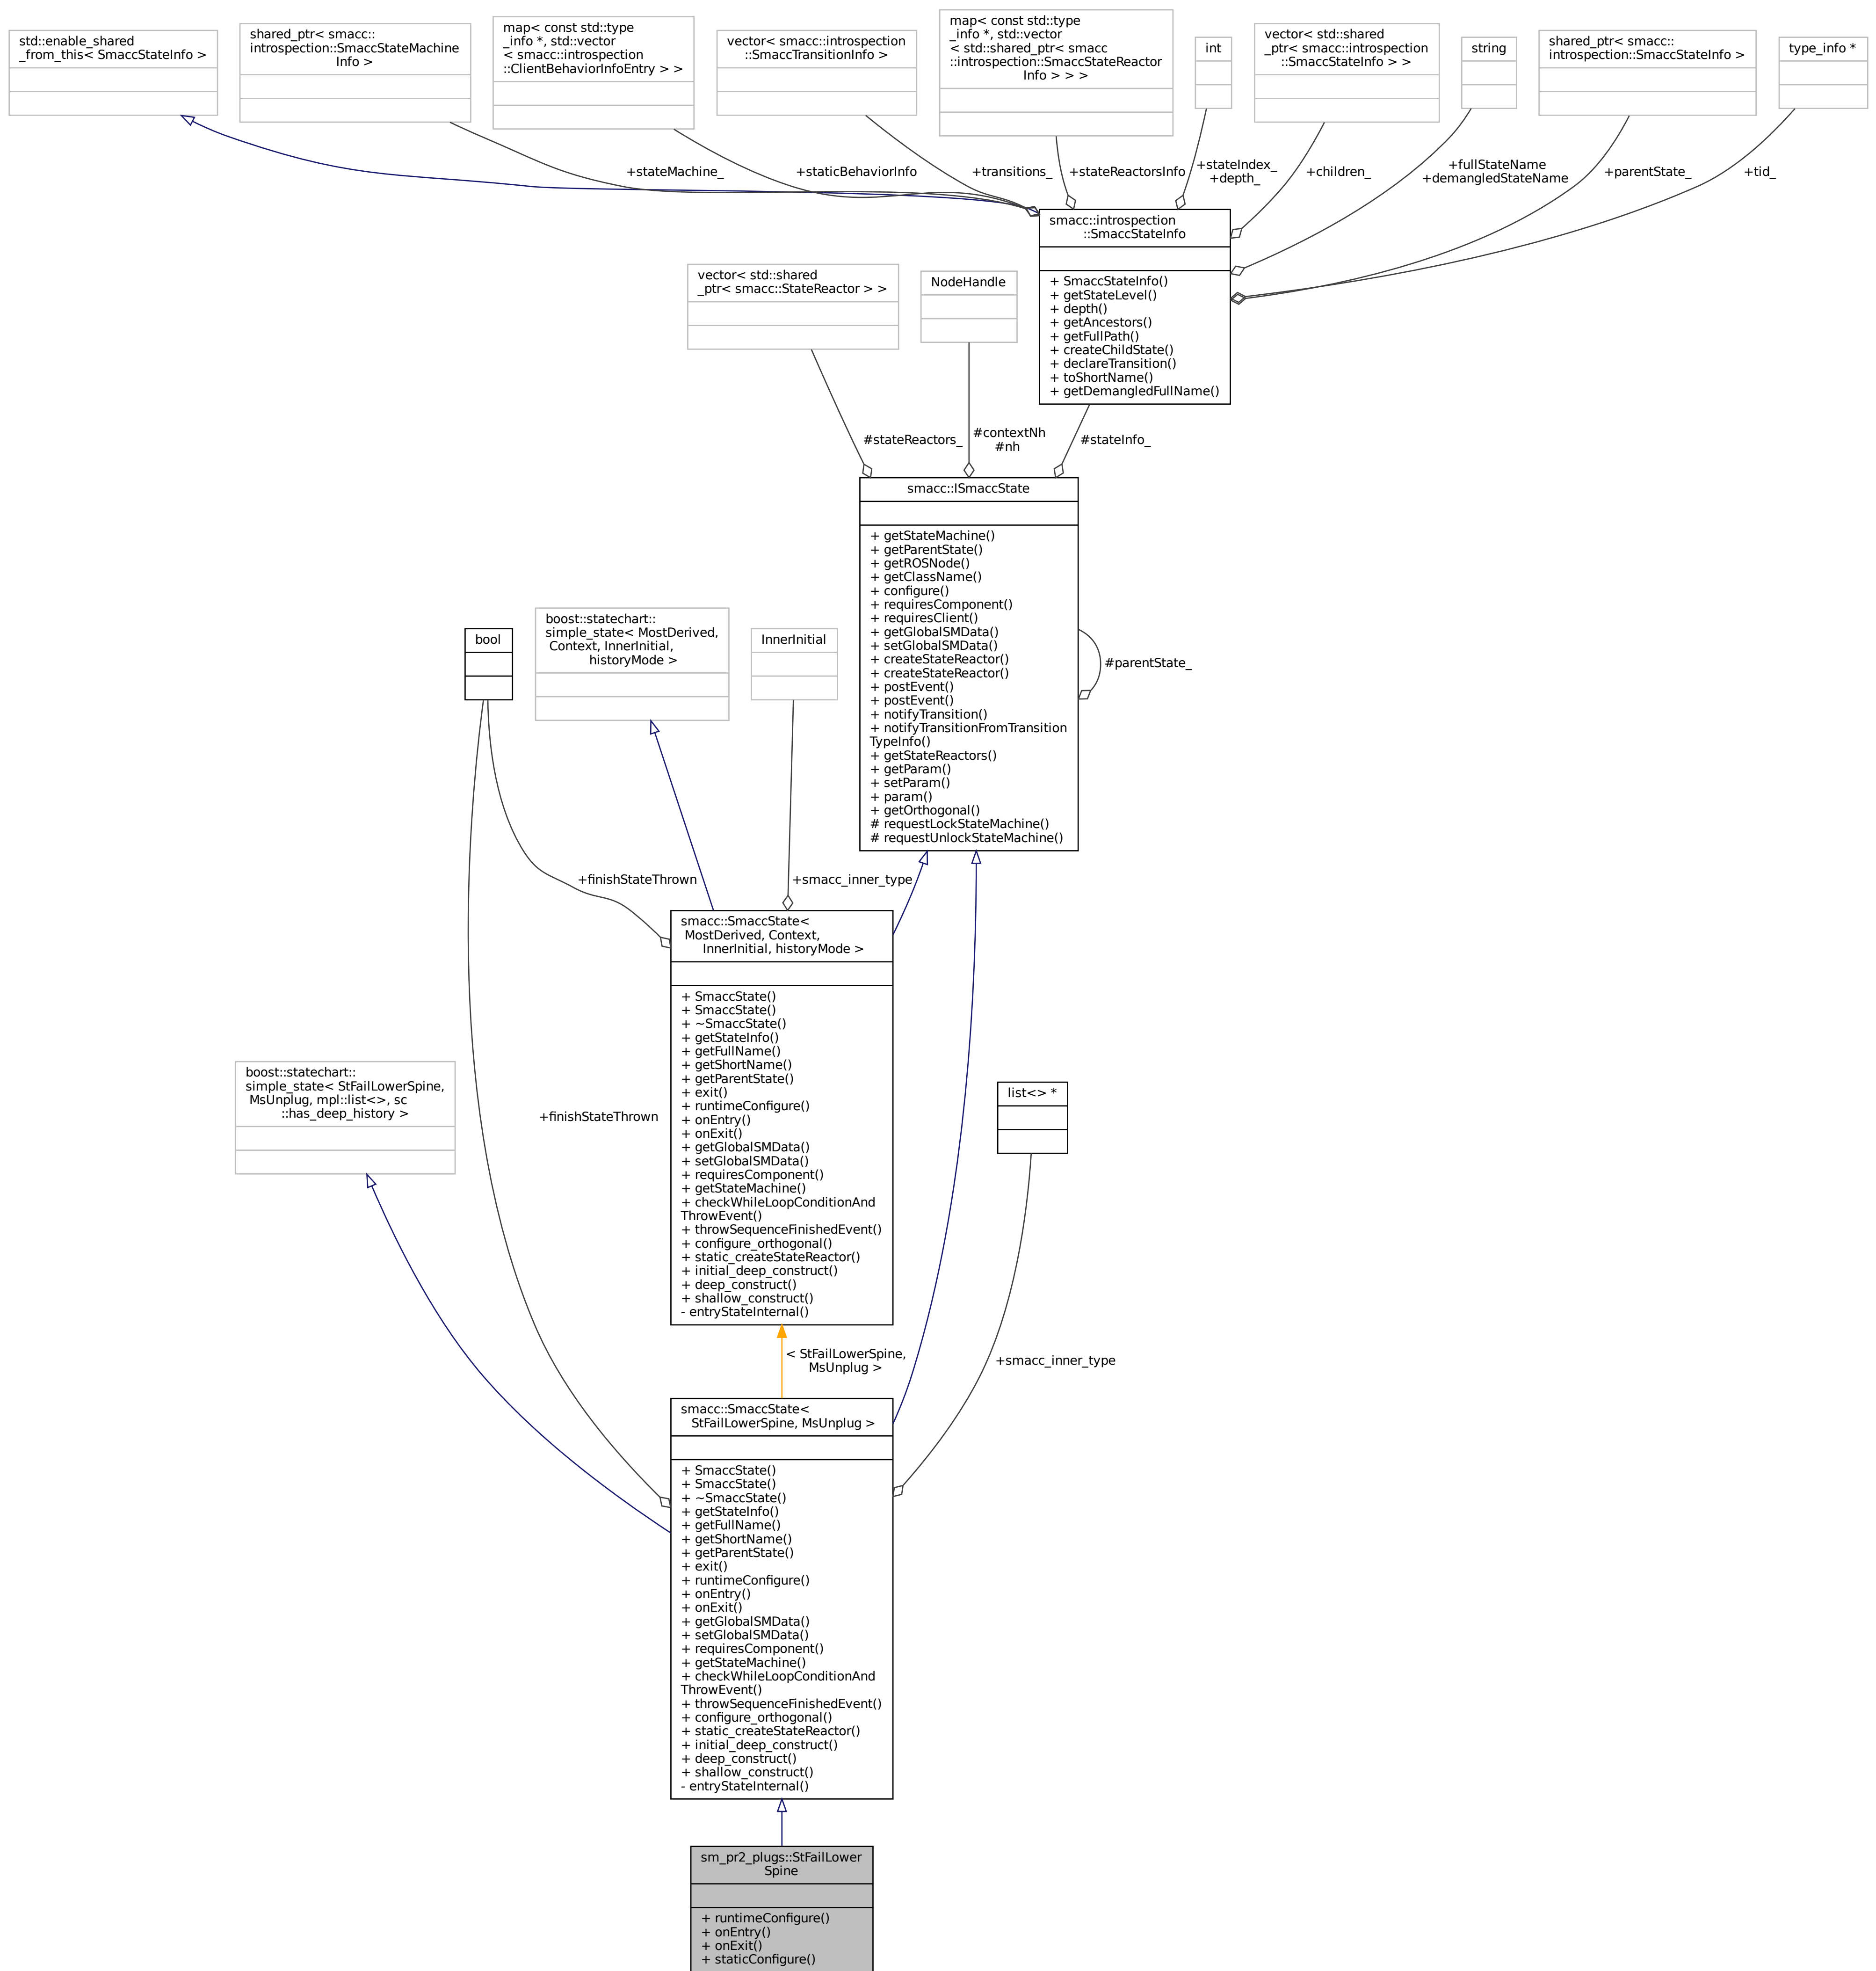 std::enable_shared
_from_this< SmaccStateInfo >
shared_ptr< smacc::
introspection::SmaccStateMachine
Info >
map< const std::type
_info *, std::vector
< smacc::introspection
::ClientBehaviorInfoEntry > >
vector< smacc::introspection
::SmaccTransitionInfo >
map< const std::type
_info *, std::vector
< std::shared_ptr< smacc
::introspection::SmaccStateReactor
Info > > >
int
vector< std::shared
_ptr< smacc::introspection
::SmaccStateInfo > >
string
shared_ptr< smacc::
introspection::SmaccStateInfo >
type_info *
+stateMachine_
+staticBehaviorInfo
+transitions_
+stateReactorsInfo
+stateIndex_
+depth_
+children_
+fullStateName
+demangledStateName
+parentState_
+tid_
smacc::introspection
::SmaccStateInfo
+ SmaccStateInfo()
+ getStateLevel()
+ depth()
+ getAncestors()
+ getFullPath()
+ createChildState()
+ declareTransition()
+ toShortName()
+ getDemangledFullName()
vector< std::shared
_ptr< smacc::StateReactor > >
NodeHandle
#stateReactors_
#contextNh
#nh
#stateInfo_
smacc::ISmaccState
+ getStateMachine()
+ getParentState()
+ getROSNode()
+ getClassName()
+ configure()
+ requiresComponent()
+ requiresClient()
+ getGlobalSMData()
+ setGlobalSMData()
+ createStateReactor()
+ createStateReactor()
+ postEvent()
+ postEvent()
+ notifyTransition()
+ notifyTransitionFromTransition
TypeInfo()
+ getStateReactors()
+ getParam()
+ setParam()
+ param()
+ getOrthogonal()
# requestLockStateMachine()
# requestUnlockStateMachine()
#parentState_
bool
boost::statechart::
simple_state< MostDerived,
Context, InnerInitial,
historyMode >
InnerInitial
+finishStateThrown
+smacc_inner_type
smacc::SmaccState<
MostDerived, Context,
InnerInitial, historyMode >
+ SmaccState()
+ SmaccState()
+ ~SmaccState()
+ getStateInfo()
+ getFullName()
+ getShortName()
+ getParentState()
+ exit()
+ runtimeConfigure()
+ onEntry()
+ onExit()
+ getGlobalSMData()
+ setGlobalSMData()
+ requiresComponent()
+ getStateMachine()
+ checkWhileLoopConditionAnd
ThrowEvent()
+ throwSequenceFinishedEvent()
+ configure_orthogonal()
+ static_createStateReactor()
+ initial_deep_construct()
+ deep_construct()
+ shallow_construct()
- entryStateInternal()
boost::statechart::
simple_state< StFailLowerSpine,
MsUnplug, mpl::list<>, sc
::has_deep_history >
+finishStateThrown
list<> *
< StFailLowerSpine,
MsUnplug >
+smacc_inner_type
smacc::SmaccState<
StFailLowerSpine, MsUnplug >
+ SmaccState()
+ SmaccState()
+ ~SmaccState()
+ getStateInfo()
+ getFullName()
+ getShortName()
+ getParentState()
+ exit()
+ runtimeConfigure()
+ onEntry()
+ onExit()
+ getGlobalSMData()
+ setGlobalSMData()
+ requiresComponent()
+ getStateMachine()
+ checkWhileLoopConditionAnd
ThrowEvent()
+ throwSequenceFinishedEvent()
+ configure_orthogonal()
+ static_createStateReactor()
+ initial_deep_construct()
+ deep_construct()
+ shallow_construct()
- entryStateInternal()
sm_pr2_plugs::StFailLower
Spine
+ runtimeConfigure()
+ onEntry()
+ onExit()
+ staticConfigure()